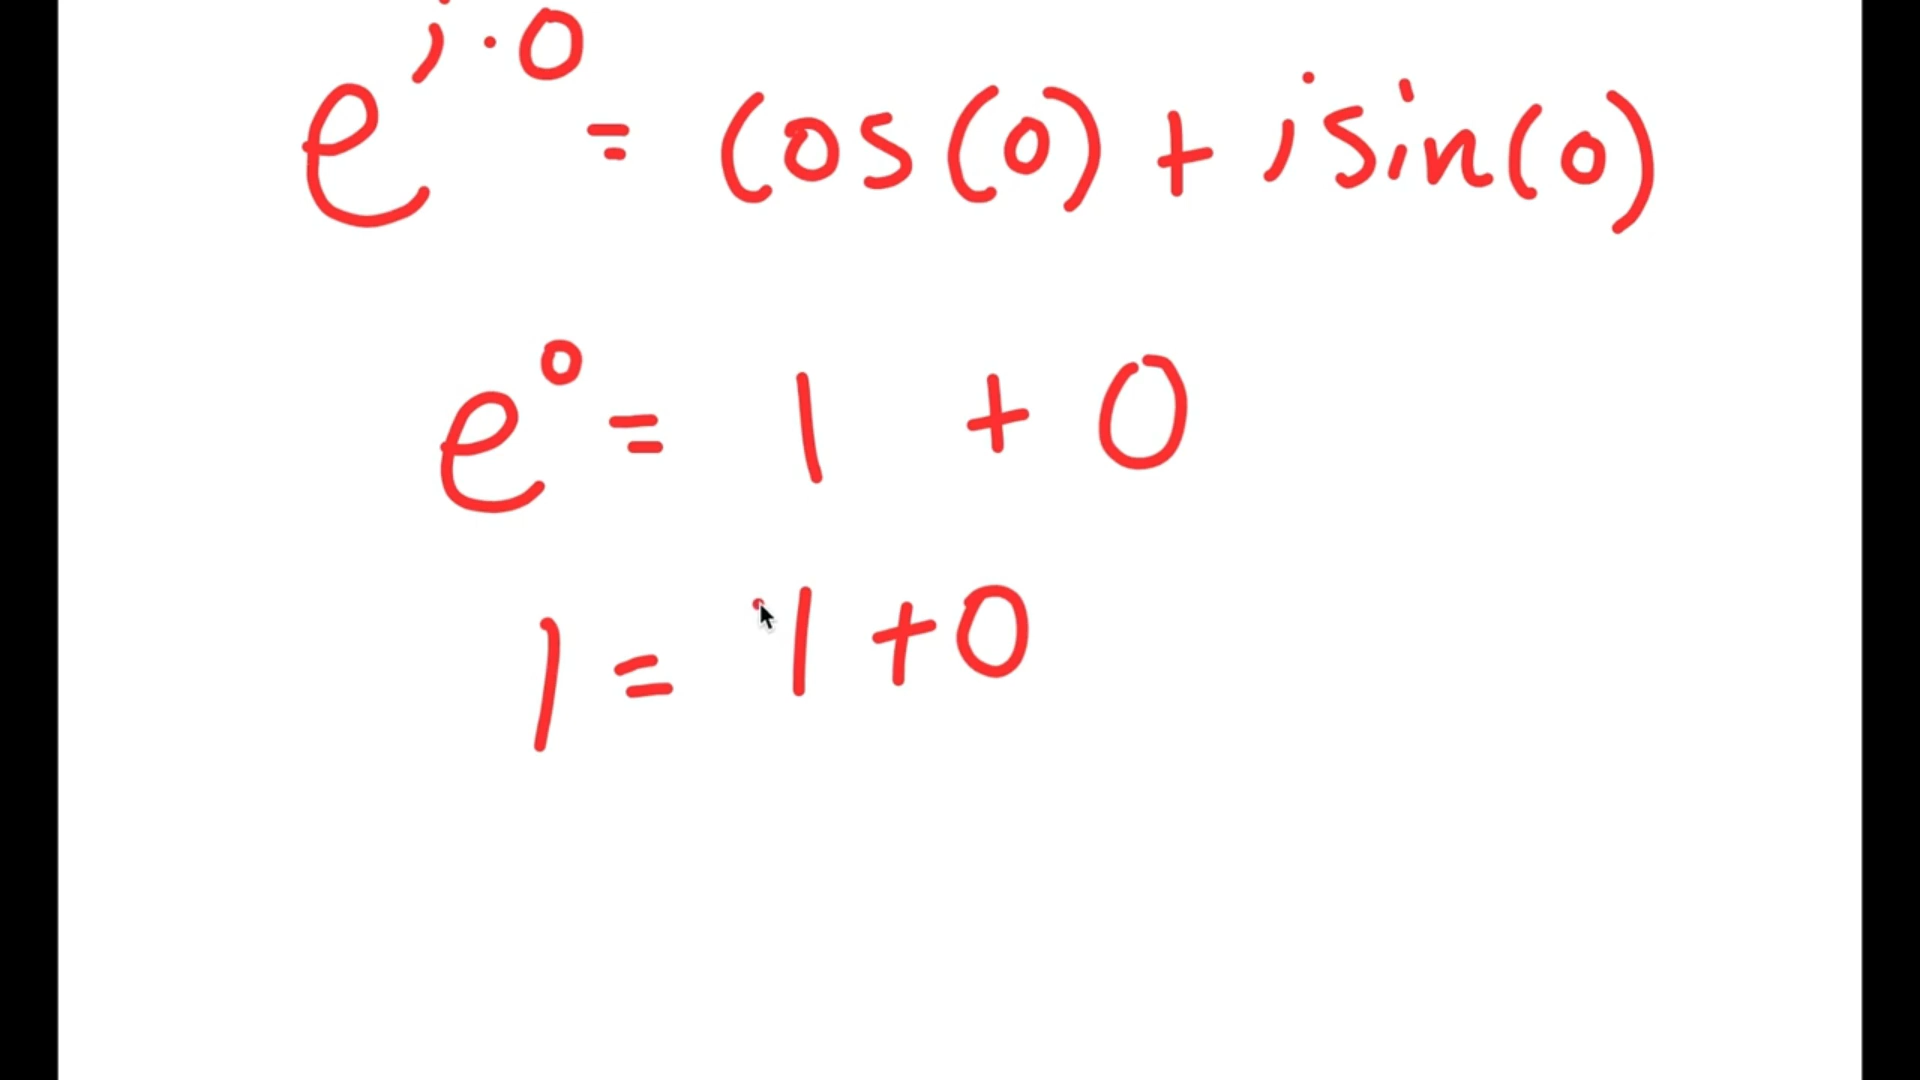 e^{i·0} = cos(0) + i sin(0)
e^0 = 1 + 0
1 = 1 + 0